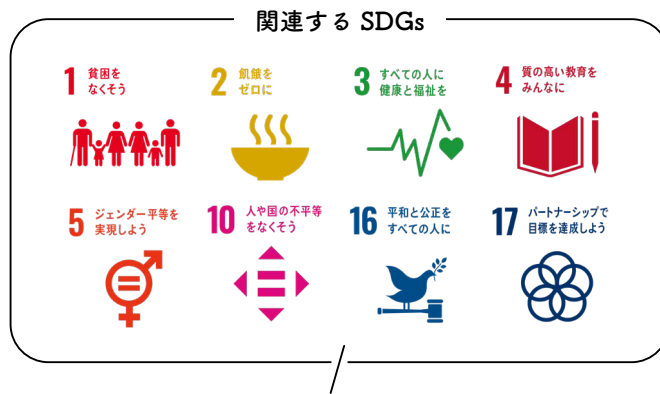 関連する SDGs
1 貧困を
なくそう
2 飢餓を
ゼロに
3 すべての人に
健康と福祉を
4 質の高い教育を
みんなに
5 ジェンダー平等を
実現しよう
10 人や国の不平等
をなくそう
16 平和と公正を
すべての人に
17 パートナーシップで
目標を達成しよう